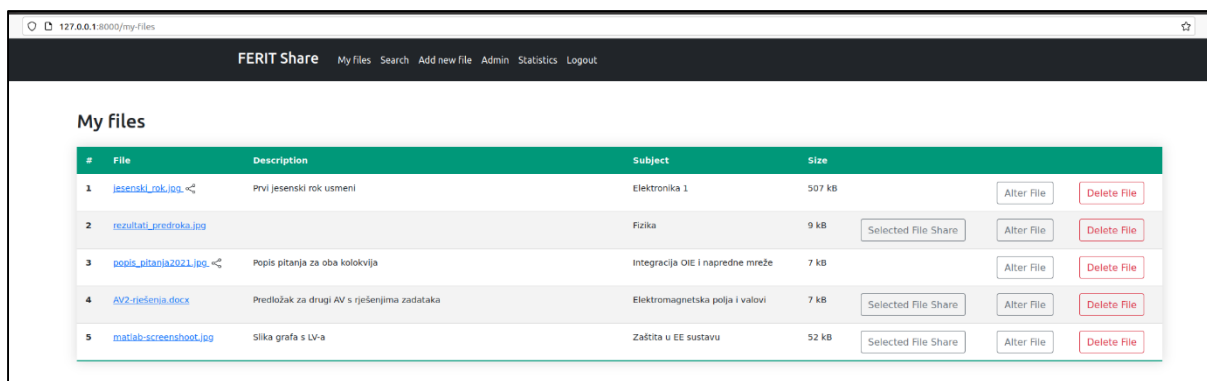 127.0.0.1:8000/my-files
FERIT Share My files Search Add new file Admin Statistics Logout
My files
# File Description Subject Size
1 jesenski_rok.jpg Prvi jesenski rok usmeni Elektronika 1 507 kB Alter File Delete File
2 rezultati_predroka.jpg Fizika 9 kB Selected File Share Alter File Delete File
3 popis_pitanja2021.jpg Popis pitanja za oba kolokvija Integracija OIE i napredne mreže 7 kB Alter File Delete File
4 AV2-rješenja.docx Predložak za drugi AV s rješenjima zadataka Elektromagnetska polja i valovi 7 kB Selected File Share Alter File Delete File
5 matlab-screenshoot.jpg Slika grafa s LV-a Zaštita u EE sustavu 52 kB Selected File Share Alter File Delete File